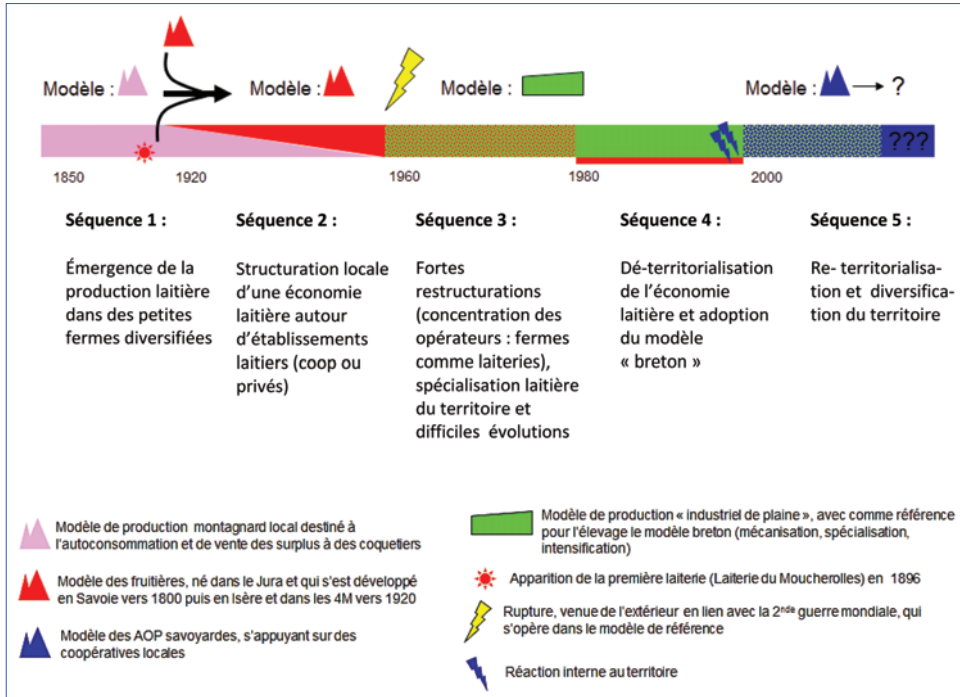 Modèle :
Modèle :
Modèle :
Modèle : ?
???
1850
1920
1960
1980
2000
Séquence 1 :
Émergence de la
production laitière
dans des petites
fermes diversifiées
Séquence 2 :
Structuration locale
d'une économie
laitière autour
d'établissements
laitiers (coop ou
privés)
Séquence 3 :
Fortes
restructurations
(concentration des
opérateurs : fermes
comme laiteries),
spécialisation laitière
du territoire et
difficiles évolutions
Séquence 4 :
Dé-territorialisation
de l'économie
laitière et adoption
du modèle
« breton »
Séquence 5 :
Re- territorialisa-
tion et diversifica-
tion du territoire
Modèle de production montagnard local destiné à
l'autoconsommation et de vente des surplus à des coquetiers
Modèle des fruitières, né dans le Jura et qui s'est développé
en Savoie vers 1800 puis en Isère et dans les 4M vers 1920
Modèle des AOP savoyardes, s'appuyant sur des
coopératives locales
Modèle de production « industriel de plaine », avec comme référence
pour l'élevage le modèle breton (mécanisation, spécialisation,
intensification)
Apparition de la première laiterie (Laiterie du Moucherolles) en 1896
Rupture, venue de l'extérieur en lien avec la 2nde guerre mondiale, qui
s'opère dans le modèle de référence
Réaction interne au territoire